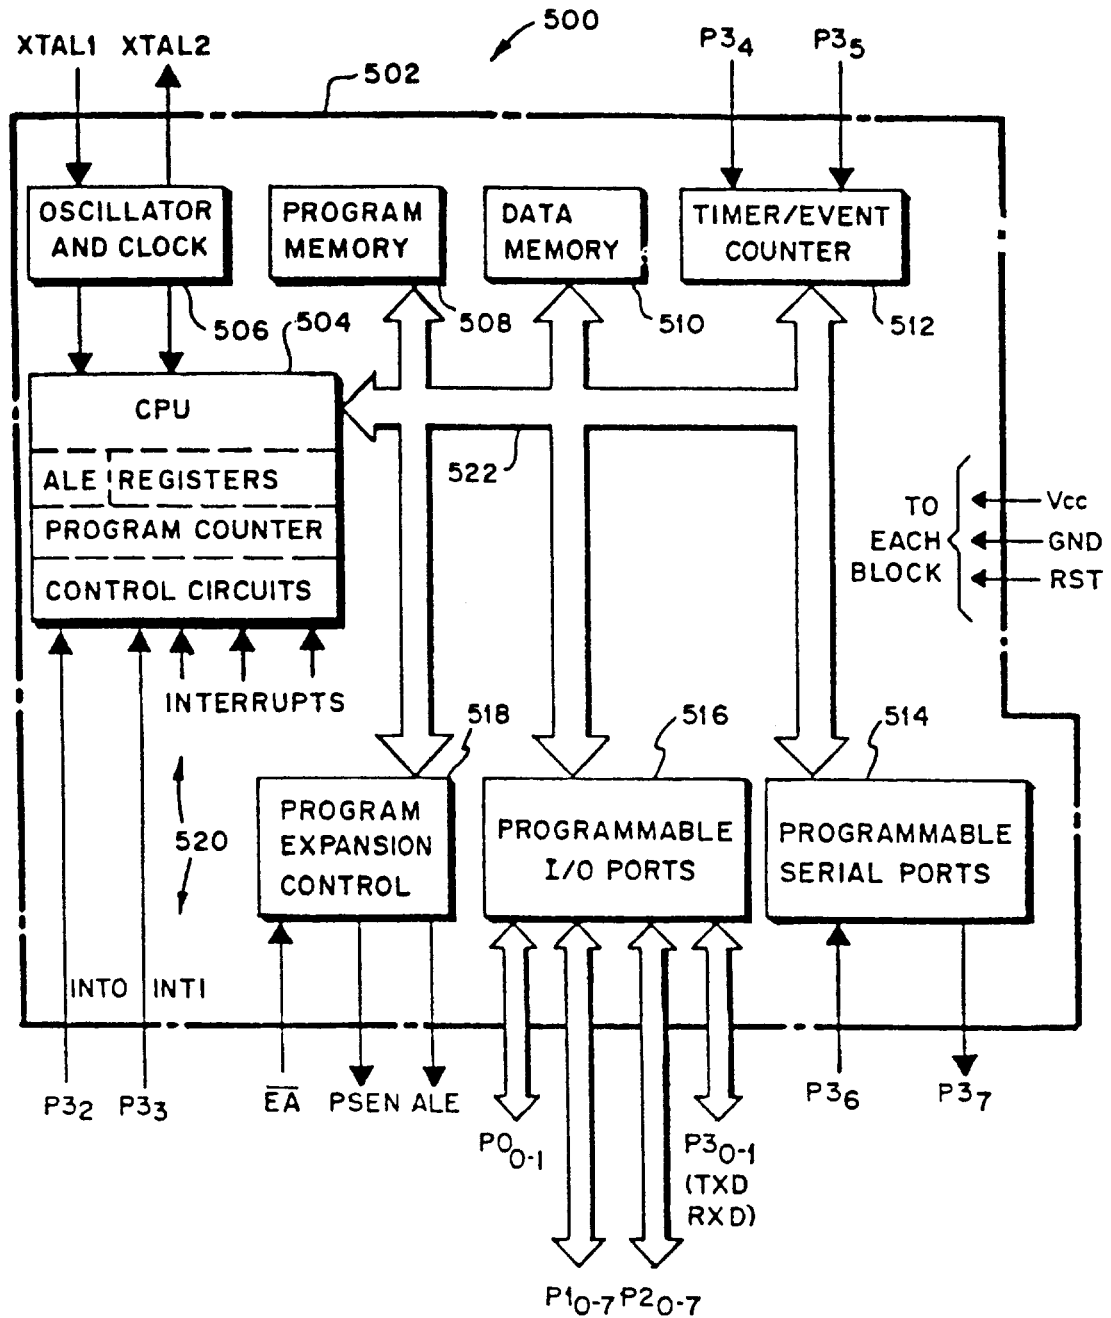 500
XTAL1 XTAL2
P34 P35
502
OSCILLATOR
AND CLOCK
PROGRAM
MEMORY
DATA
MEMORY
TIMER/EVENT
COUNTER
506
504
508
510
512
CPU
ALE REGISTERS
PROGRAM COUNTER
CONTROL CIRCUITS
522
TO
EACH
BLOCK
Vcc
GND
RST
INTERRUPTS
518
516
514
520
PROGRAM
EXPANSION
CONTROL
PROGRAMMABLE
I/O PORTS
PROGRAMMABLE
SERIAL PORTS
INTO INT1
P32 P33
EA PSEN ALE
P36 P37
P00-1
P30-1
(TXD
RXD)
P10-7 P20-7